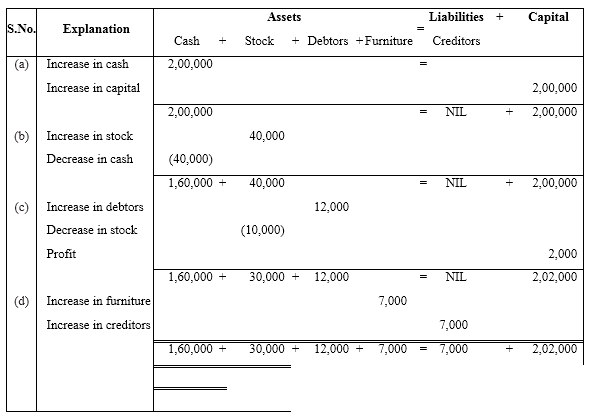 Assets Liabilities + Capital
S.No. Explanation =
Cash + Stock + Debtors + Furniture Creditors
(a) Increase in cash 2,00,000 =
Increase in capital 2,00,000
2,00,000 = NIL + 2,00,000
(b) Increase in stock 40,000
Decrease in cash (40,000)
1,60,000 + 40,000 = NIL + 2,00,000
(c) Increase in debtors 12,000
Decrease in stock (10,000)
Profit 2,000
1,60,000 + 30,000 + 12,000 = NIL 2,02,000
(d) Increase in furniture 7,000
Increase in creditors 7,000
1,60,000 + 30,000 + 12,000 + 7,000 = 7,000 + 2,02,000